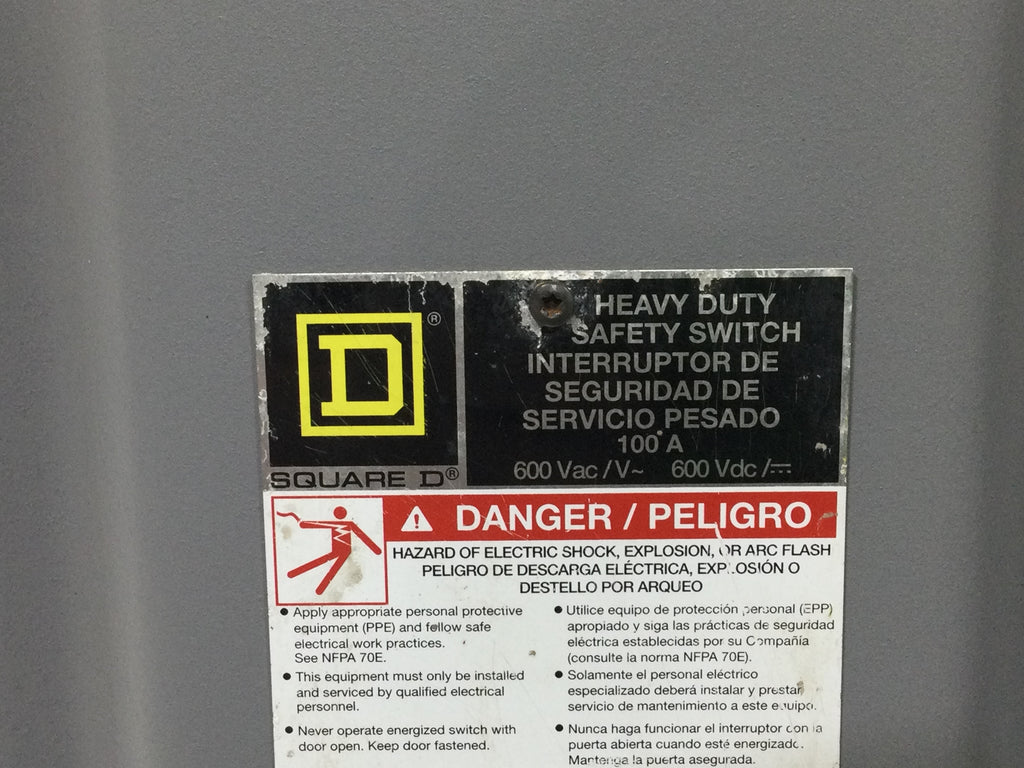 D ®
SQUARE D®
HEAVY DUTY
SAFETY SWITCH
INTERRUPTOR DE
SEGURIDAD DE
SERVICIO PESADO
100 A
600 Vac / V~ 600 Vdc / ⎓
DANGER / PELIGRO
HAZARD OF ELECTRIC SHOCK, EXPLOSION, OR ARC FLASH
PELIGRO DE DESCARGA ELÉCTRICA, EXPLOSIÓN O
DESTELLO POR ARQUEO
● Apply appropriate personal protective
equipment (PPE) and follow safe
electrical work practices.
See NFPA 70E.
● This equipment must only be installed
and serviced by qualified electrical
personnel.
● Never operate energized switch with
door open. Keep door fastened.
● Utilice equipo de protección personal (EPP)
apropiado y siga las prácticas de seguridad
eléctrica establecidas por su Compañía
(consulte la norma NFPA 70E).
● Solamente el personal eléctrico
especializado deberá instalar y prestar
servicio de mantenimiento a este equipo.
● Nunca haga funcionar el interruptor con la
puerta abierta cuando esté energizado.
Mantenga la puerta asegurada.